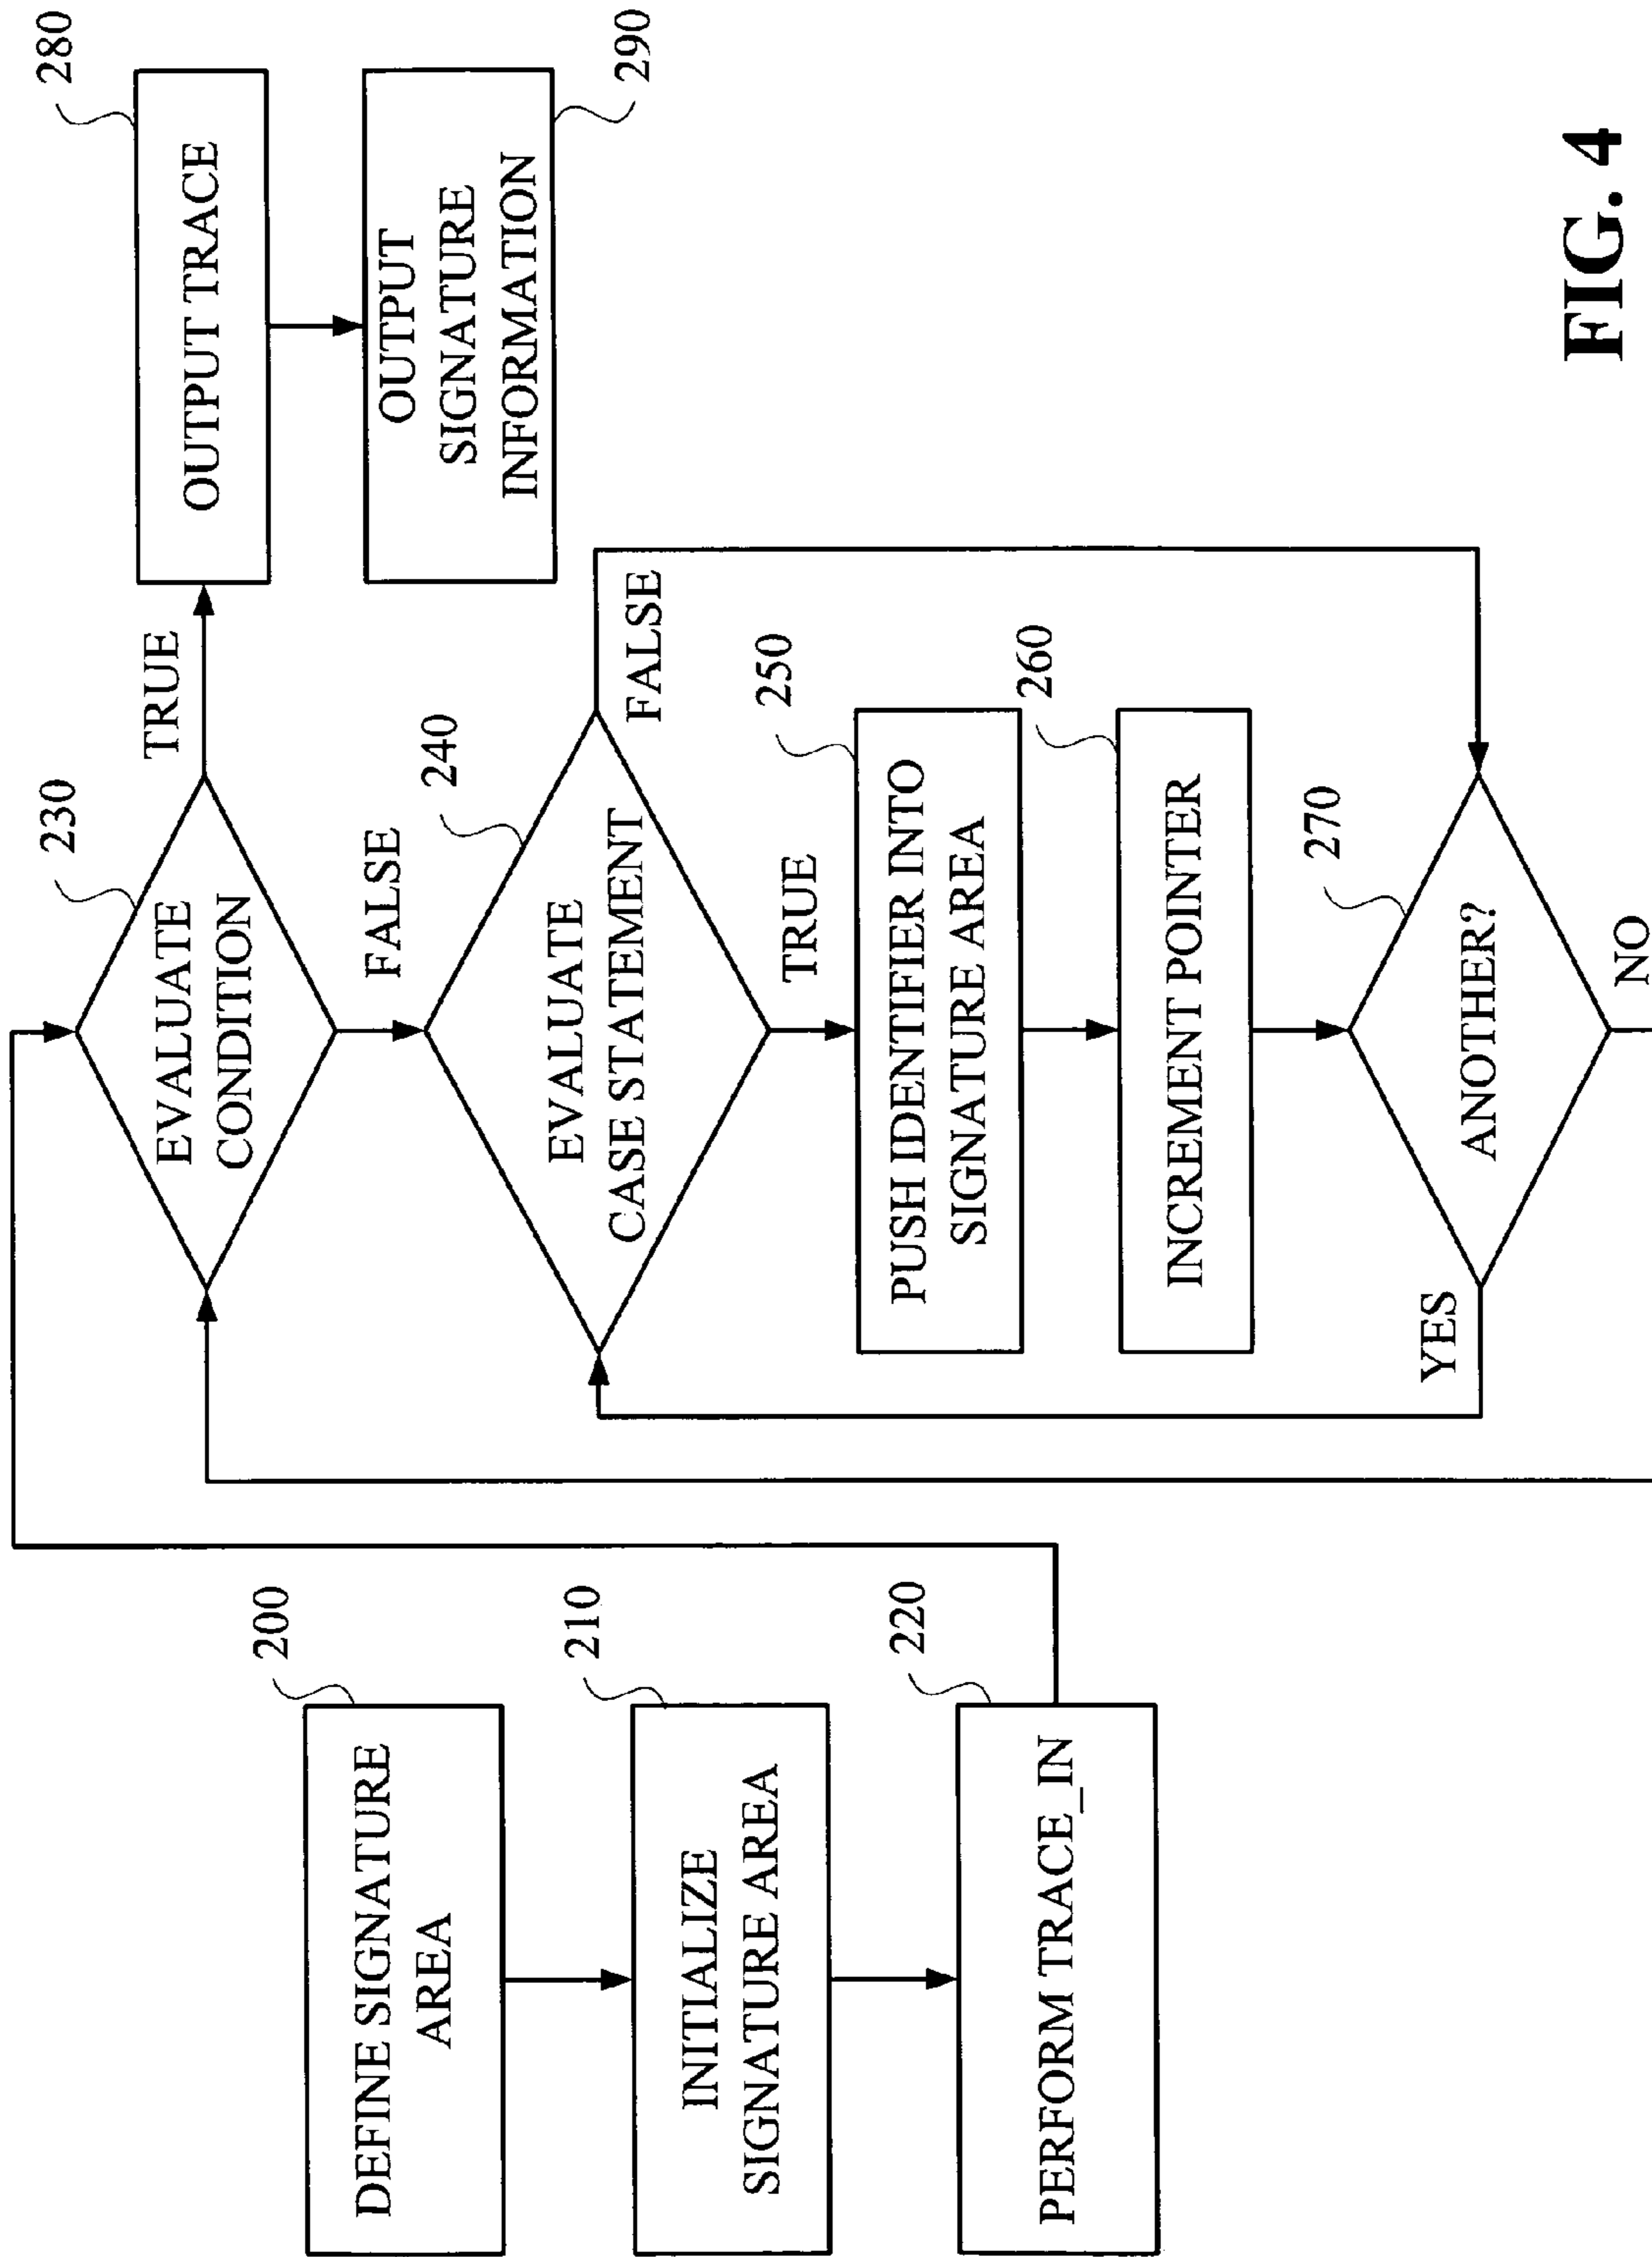 200
DEFINE SIGNATURE
AREA
210
INITIALIZE
SIGNATURE AREA
220
PERFORM TRACE_IN
230
EVALUATE
CONDITION
TRUE
FALSE
240
EVALUATE
CASE STATEMENT
FALSE
TRUE
250
PUSH IDENTIFIER INTO
SIGNATURE AREA
260
INCREMENT POINTER
270
ANOTHER?
YES
NO
280
OUTPUT TRACE
OUTPUT
SIGNATURE
INFORMATION
290
FIG. 4